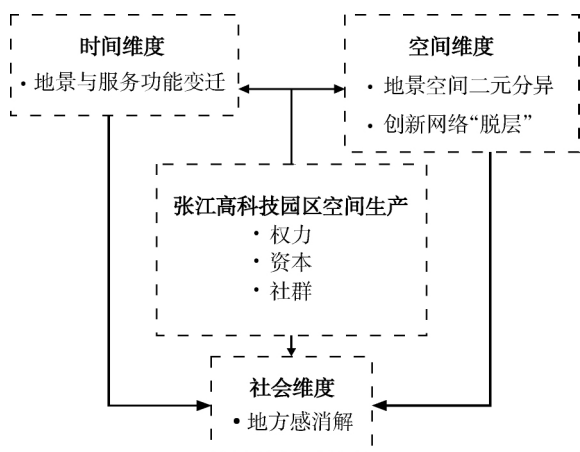 时间维度
·地景与服务功能变迁
空间维度
·地景空间二元分异
·创新网络“脱层”
张江高科技园区空间生产
·权力
·资本
·社群
社会维度
·地方感消解